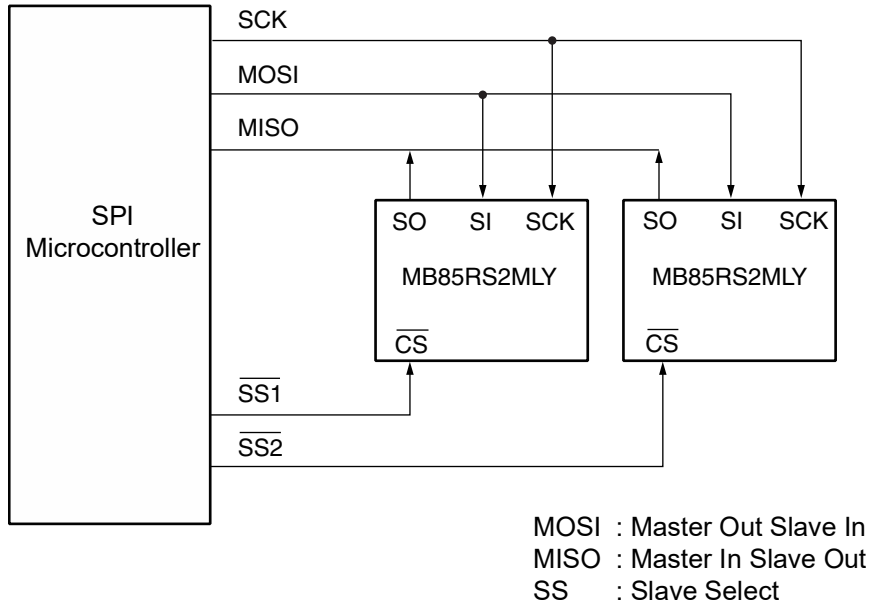 SCK
MOSI
MISO
SPI
Microcontroller
SO SI SCK
MB85RS2MLY
CS
SO SI SCK
MB85RS2MLY
CS
SS1
SS2
MOSI : Master Out Slave In
MISO : Master In Slave Out
SS : Slave Select